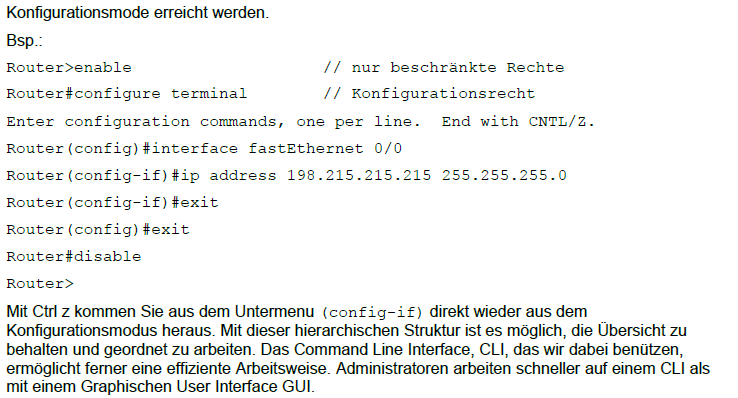 Konfigurationsmode erreicht werden.
Bsp.:
Router>enable // nur beschränkte Rechte
Router#configure terminal // Konfigurationsrecht
Enter configuration commands, one per line. End with CNTL/Z.
Router(config)#interface fastEthernet 0/0
Router(config-if)#ip address 198.215.215.215 255.255.255.0
Router(config-if)#exit
Router(config)#exit
Router#disable
Router>
Mit Ctrl z kommen Sie aus dem Untermenu (config-if) direkt wieder aus dem
Konfigurationsmodus heraus. Mit dieser hierarchischen Struktur ist es möglich, die Übersicht zu
behalten und geordnet zu arbeiten. Das Command Line Interface, CLI, das wir dabei benützen,
ermöglicht ferner eine effiziente Arbeitsweise. Administratoren arbeiten schneller auf einem CLI als
mit einem Graphischen User Interface GUI.